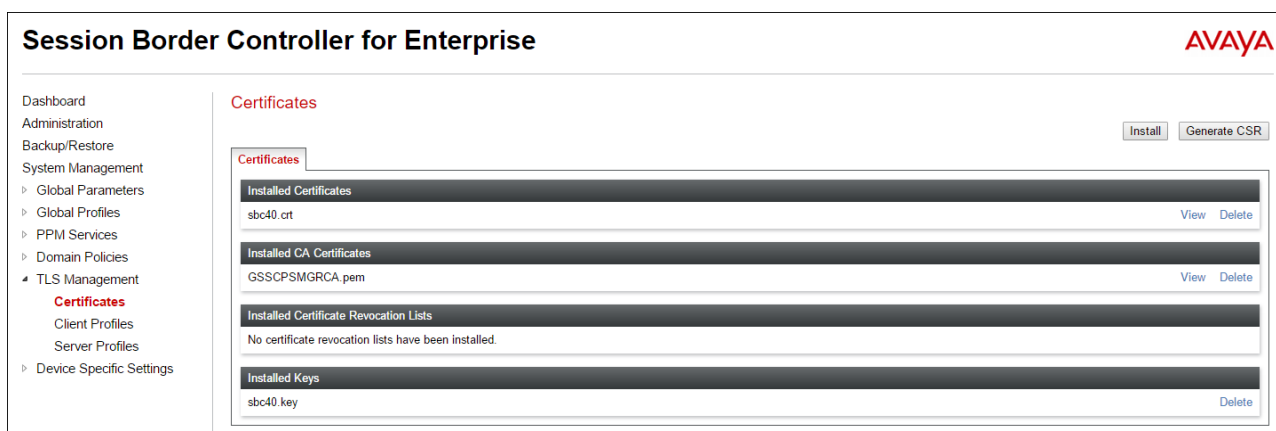 Session Border Controller for Enterprise
AVAYA
Dashboard
Administration
Backup/Restore
System Management
Global Parameters
Global Profiles
PPM Services
Domain Policies
TLS Management
Certificates
Client Profiles
Server Profiles
Device Specific Settings
Certificates
Install Generate CSR
Certificates
Installed Certificates
sbc40.crt View Delete
Installed CA Certificates
GSSCPSMGRCA.pem View Delete
Installed Certificate Revocation Lists
No certificate revocation lists have been installed.
Installed Keys
sbc40.key Delete